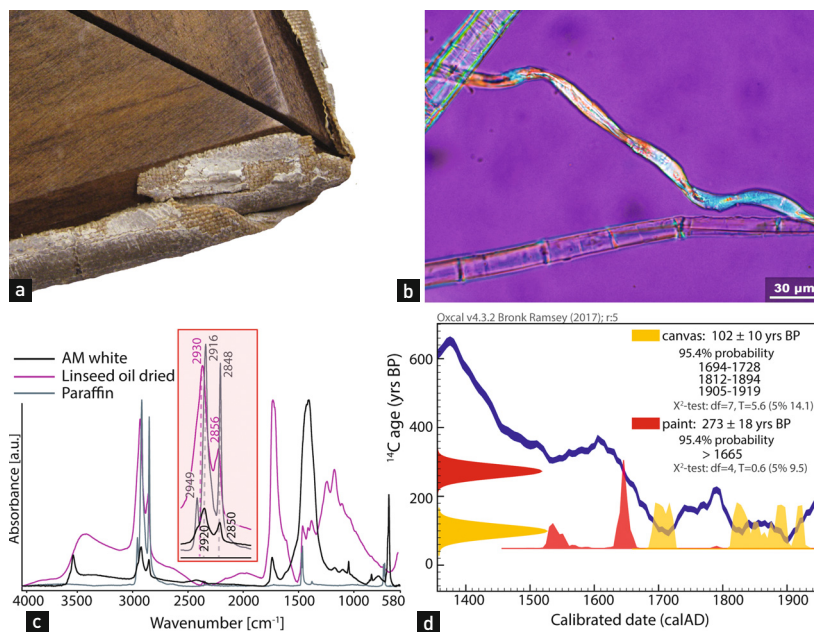 a
b
30 µm
AM white
Linseed oil dried
Paraffin
2930
2916
2848
2856
2949
2920
2850
Absorbance [a.u.]
4000 3500 3000 2500 2000 1500 1000 580
Wavenumber [cm⁻¹]
c
Oxcal v4.3.2 Bronk Ramsey (2017); r:5
canvas: 102 ± 10 yrs BP
95.4% probability
1694-1728
1812-1894
1905-1919
X²-test: df=7, T=5.6 (5% 14.1)
paint: 273 ± 18 yrs BP
95.4% probability
> 1665
X²-test: df=4, T=0.6 (5% 9.5)
¹⁴C age (yrs BP)
600
400
200
0
1400 1500 1600 1700 1800 1900
Calibrated date (calAD)
d